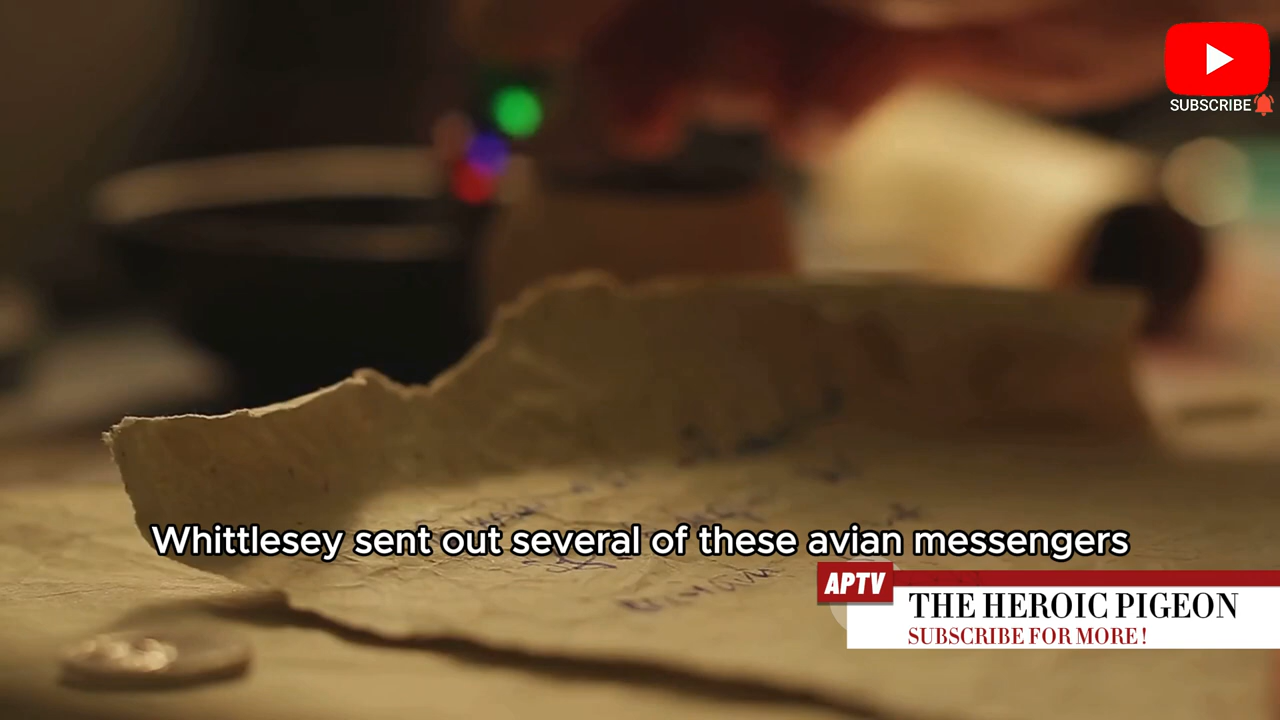 SUBSCRIBE
Whittlesey sent out several of these avian messengers
APTV
THE HEROIC PIGEON
SUBSCRIBE FOR MORE!